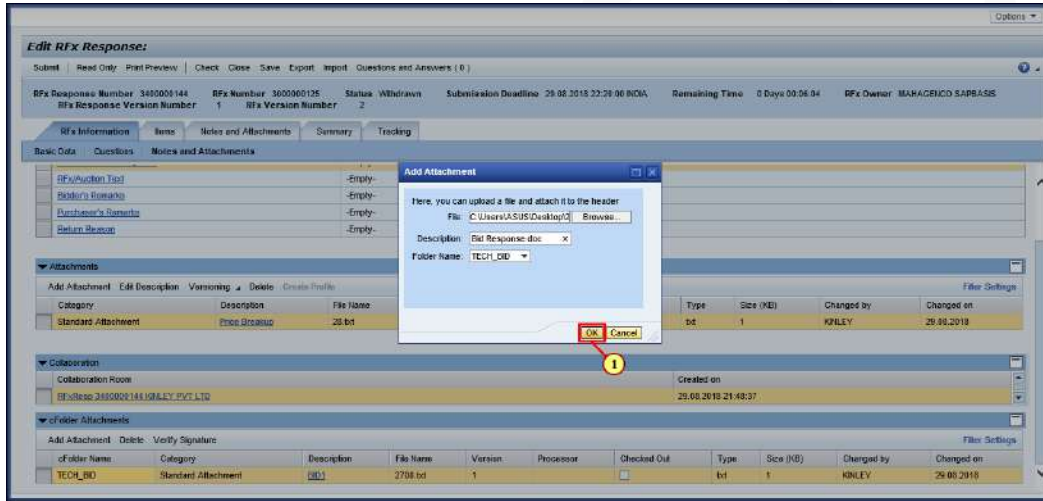 Options
Edit RFx Response:
Submit | Read Only Print Preview | Check Close Save Export Import Questions and Answers ( 0 )
RFx Response Number 3400000144 RFx Number 3000000125 Status Withdrawn Submission Deadline 29.08.2018 22:20:00 INDIA Remaining Time 0 Days 00:06:04 RFx Owner MAHAGENCO SAPBASIS
RFx Response Version Number 1 RFx Version Number 2
RFx Information Items Notes and Attachments Summary Tracking
Basic Data Questions Notes and Attachments
RFx/Auction Text -Empty-
Bidder's Remarks -Empty-
Purchaser's Remarks -Empty-
Return Reason -Empty-
Add Attachment
Here, you can upload a file and attach it to the header
File: C:\Users\ASUS\Desktop\2 Browse...
Description: Bid Response doc x
Folder Name: TECH_BID
OK Cancel
1
Attachments
Add Attachment Edit Description Versioning Delete Create Profile Filter Settings
Category Description File Name Type Size (KB) Changed by Changed on
Standard Attachment Price Breakup 28.txt txt 1 KINLEY 29.08.2018
Collaboration
Collaboration Room Created on
RFxResp 3400000144 KINLEY PVT LTD 29.08.2018 21:48:37
cFolder Attachments
Add Attachment Delete Verify Signature Filter Settings
cFolder Name Category Description File Name Version Processor Checked Out Type Size (KB) Changed by Changed on
TECH_BID Standard Attachment BID1 2708.txt 1 txt 1 KINLEY 29.08.2018